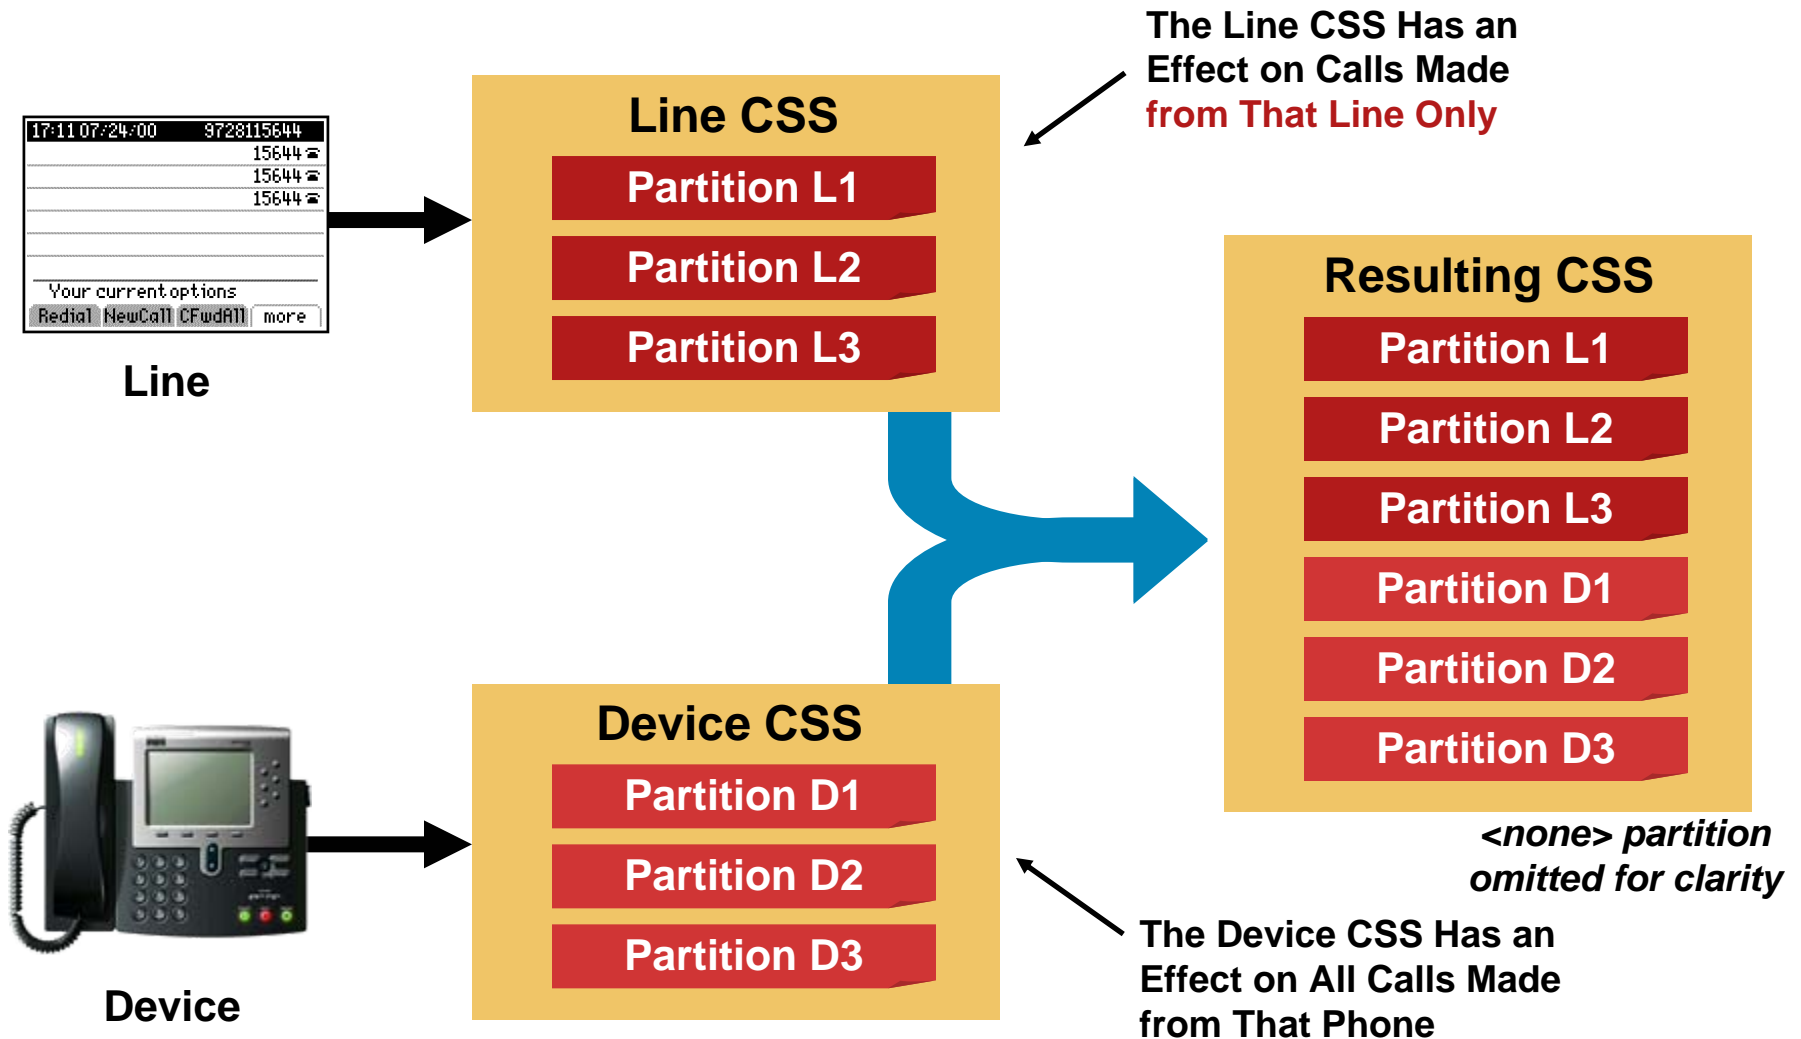 The Line CSS Has an
Effect on Calls Made
from That Line Only
17:11 07/24/00 9728115644
15644
15644
15644
Your current options
Redial NewCall CFwdAll more
Line
Line CSS
Partition L1
Partition L2
Partition L3
Resulting CSS
Partition L1
Partition L2
Partition L3
Partition D1
Partition D2
Partition D3
<none> partition
omitted for clarity
Device CSS
Partition D1
Partition D2
Partition D3
Device
The Device CSS Has an
Effect on All Calls Made
from That Phone